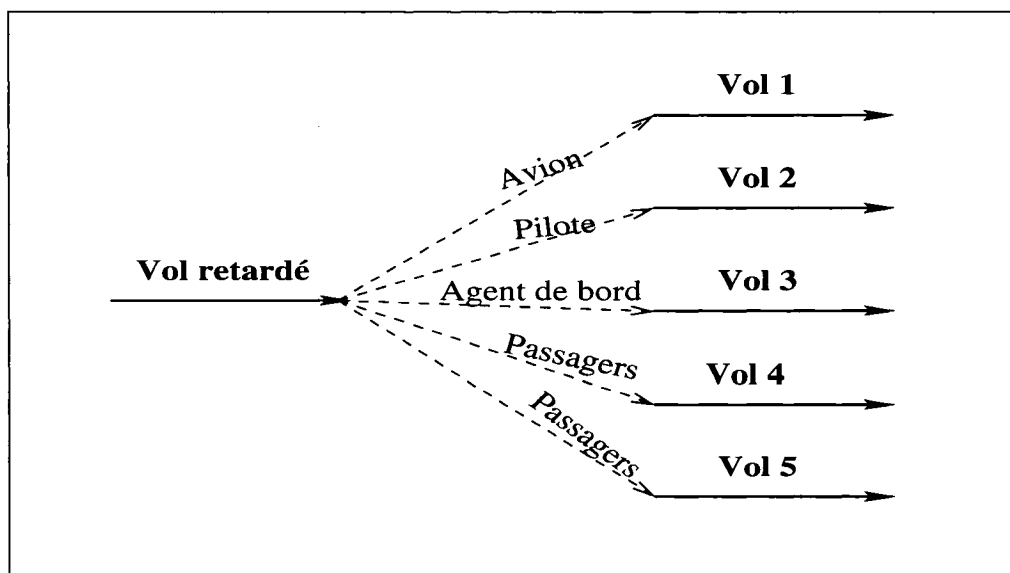 Vol 1
Avion
Vol 2
Pilote
Vol retardé
Agent de bord
Vol 3
Passagers
Vol 4
Passagers
Vol 5